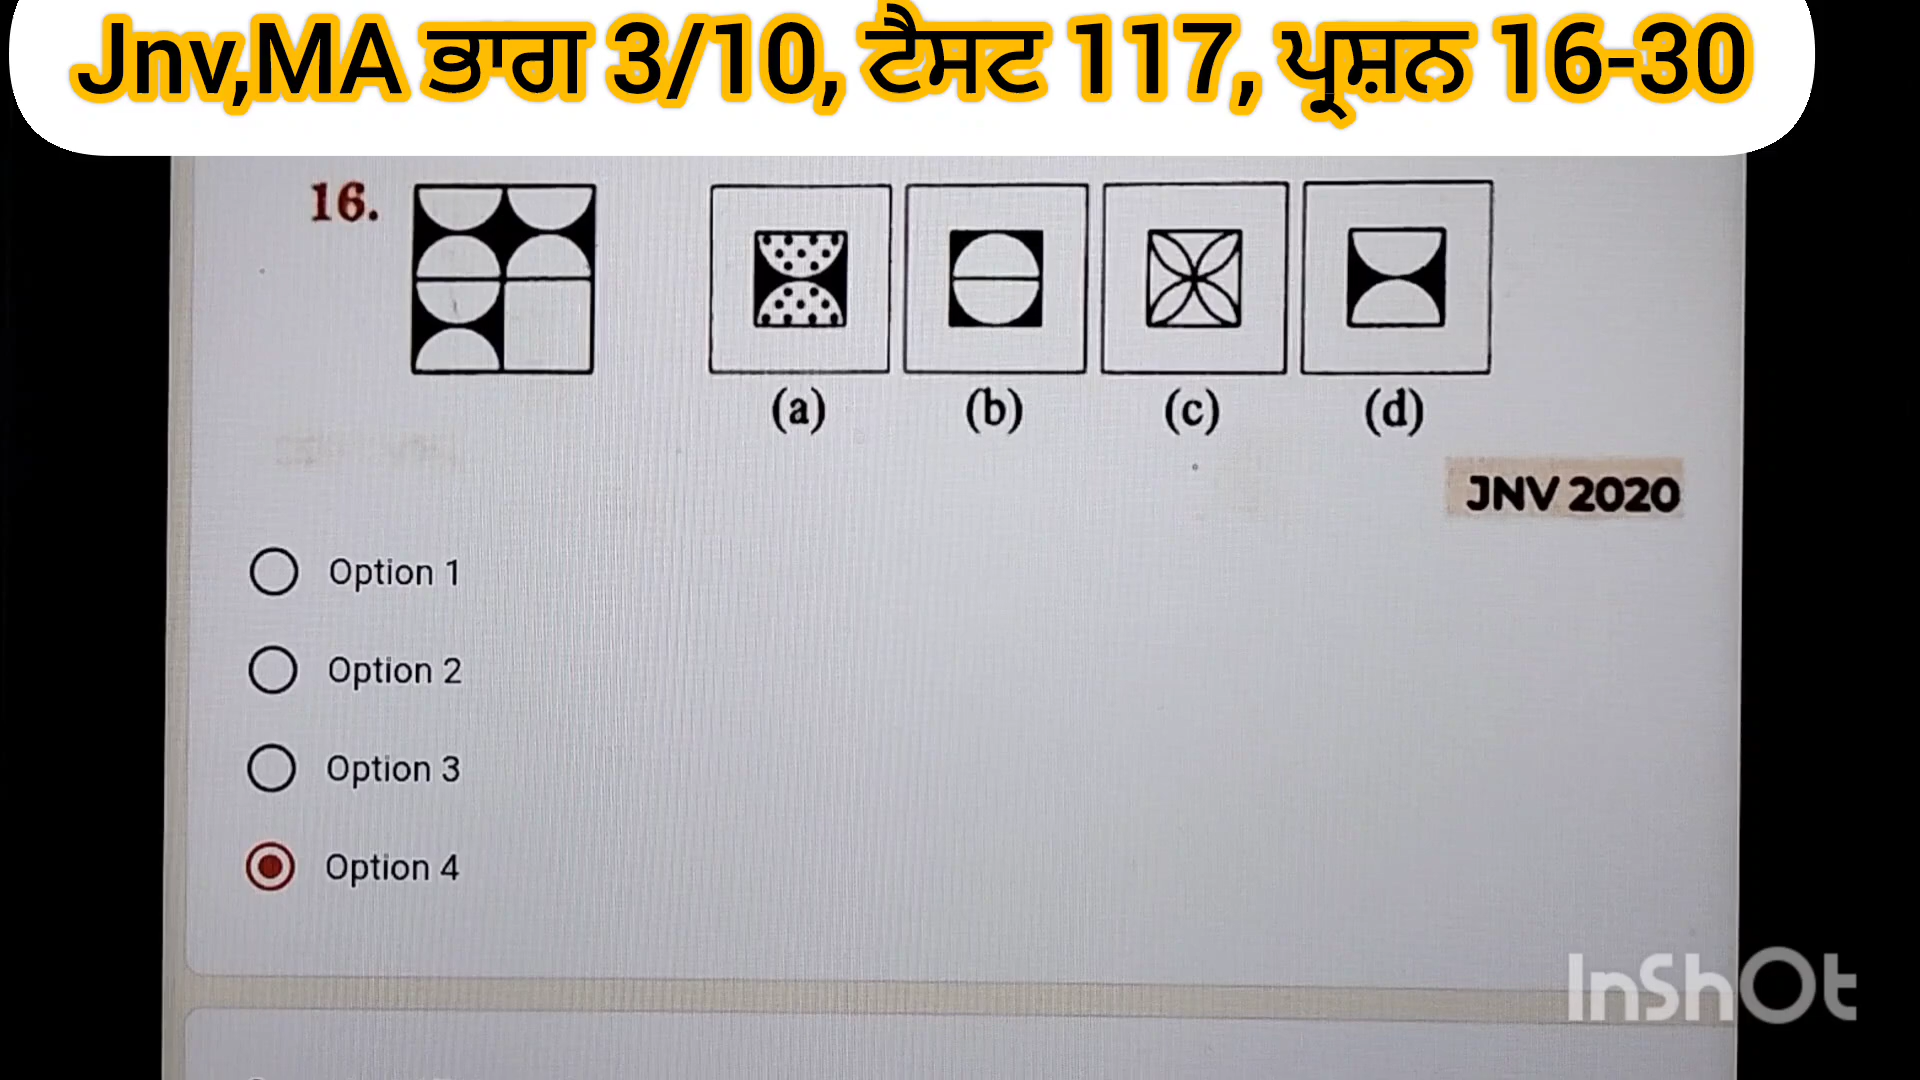 Jnv,MA ਭਾਗ 3/10, ਟੈਸਟ 117, ਪ੍ਰਸ਼ਨ 16-30
16.
(a) (b) (c) (d)
JNV 2020
Option 1
Option 2
Option 3
Option 4
InShOt